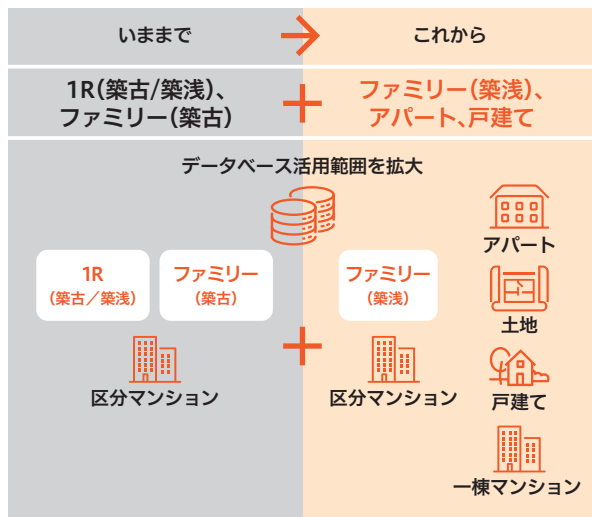 いままで
これから
1R(築古/築浅)、
ファミリー(築古)
ファミリー(築浅)、
アパート、戸建て
データベース活用範囲を拡大
アパート
1R
(築古／築浅)
ファミリー
(築古)
ファミリー
(築浅)
土地
区分マンション
区分マンション
戸建て
一棟マンション